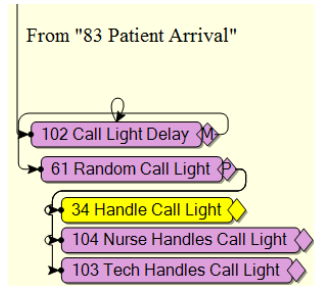 From "83 Patient Arrival"
102 Call Light Delay M
61 Random Call Light P
34 Handle Call Light
104 Nurse Handles Call Light
103 Tech Handles Call Light